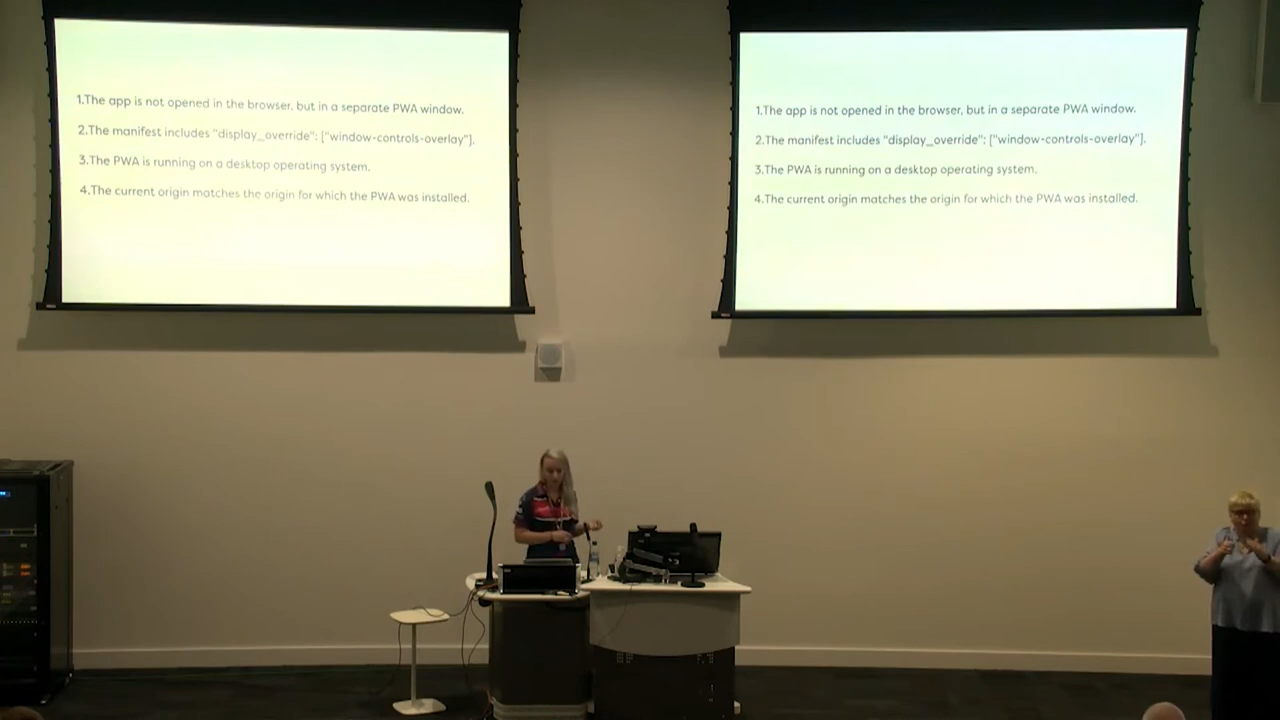 1.The app is not opened in the browser, but in a separate PWA window.
2.The manifest includes "display_override": ["window-controls-overlay"].
3.The PWA is running on a desktop operating system.
4.The current origin matches the origin for which the PWA was installed.
1.The app is not opened in the browser, but in a separate PWA window.
2.The manifest includes "display_override": ["window-controls-overlay"].
3.The PWA is running on a desktop operating system.
4.The current origin matches the origin for which the PWA was installed.